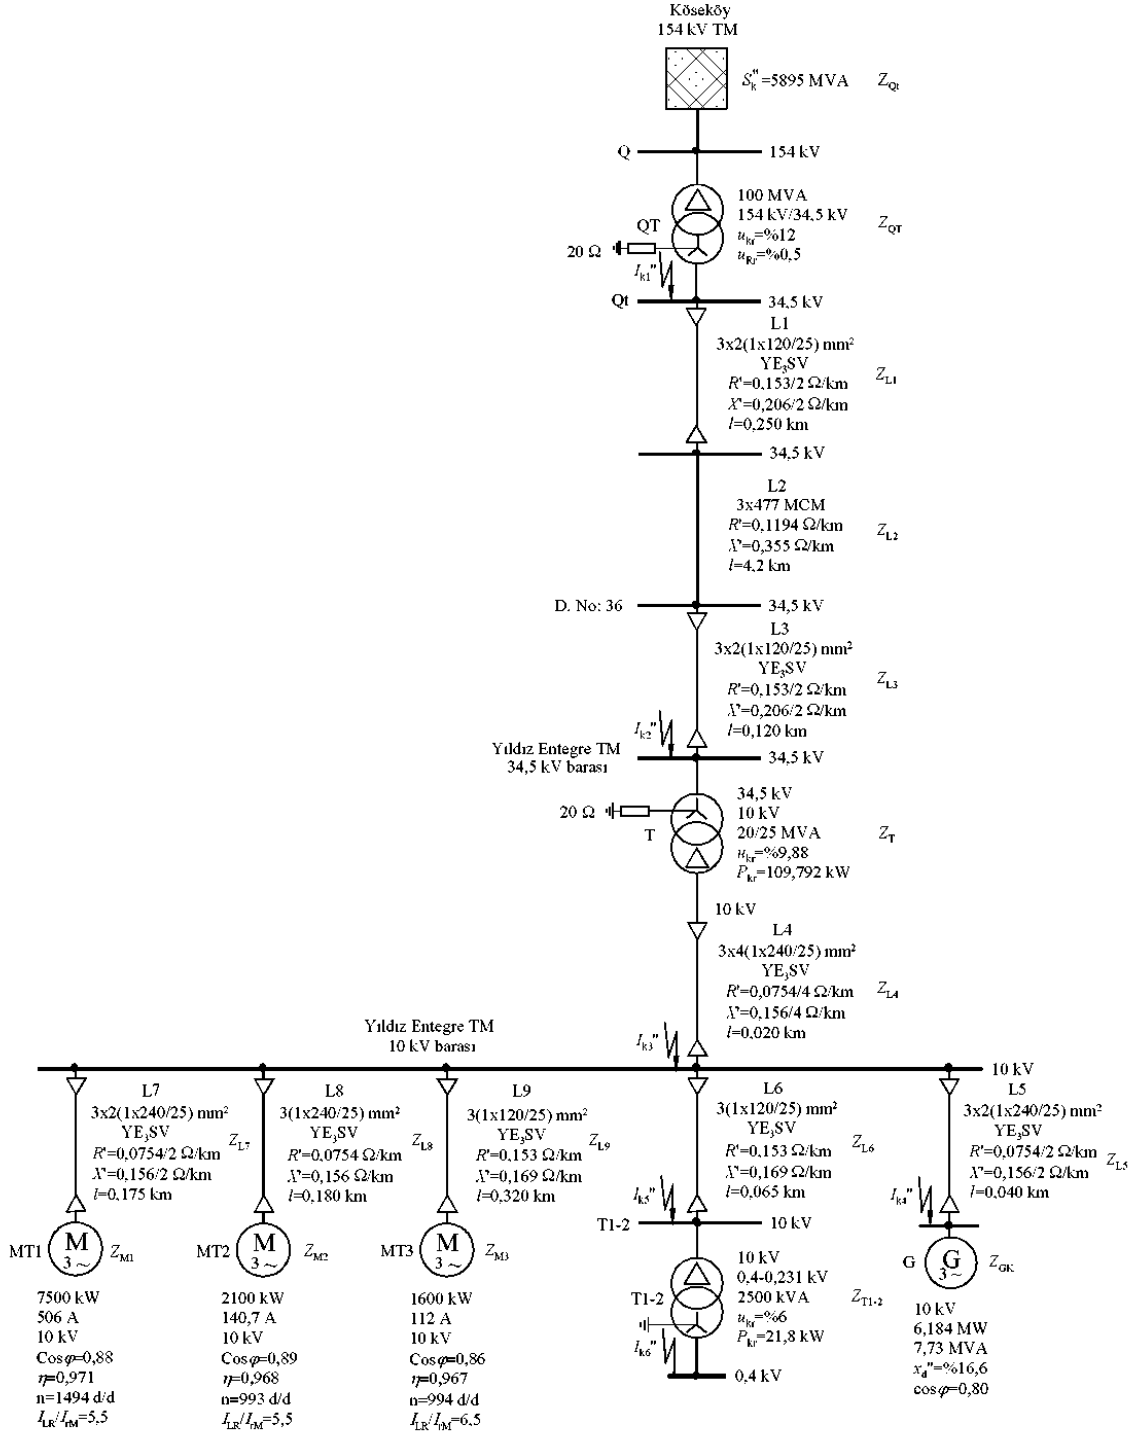 Köseköy
154 kV TM
S"k =5895 MVA
ZQt
Q
154 kV
100 MVA
154 kV/34,5 kV
ukr=%12
uRr=%0,5
QT
ZQT
20 Ω
Ik1"
Qt
34,5 kV
L1
3x2(1x120/25) mm²
YE3SV
R'=0,153/2 Ω/km
X'=0,206/2 Ω/km
l=0,250 km
ZL1
34,5 kV
L2
3x477 MCM
R'=0,1194 Ω/km
X'=0,355 Ω/km
l=4,2 km
ZL2
D. No: 36
34,5 kV
L3
3x2(1x120/25) mm²
YE3SV
R'=0,153/2 Ω/km
X'=0,206/2 Ω/km
l=0,120 km
ZL3
Ik2"
Yıldız Entegre TM
34,5 kV barası
34,5 kV
34,5 kV
10 kV
20/25 MVA
ukr=%9,88
Pkr=109,792 kW
20 Ω
T
ZT
10 kV
L4
3x4(1x240/25) mm²
YE3SV
R'=0,0754/4 Ω/km
X'=0,156/4 Ω/km
l=0,020 km
ZL4
Yıldız Entegre TM
10 kV barası
Ik3"
10 kV
L7
3x2(1x240/25) mm²
YE3SV
R'=0,0754/2 Ω/km
X'=0,156/2 Ω/km
l=0,175 km
ZL7
L8
3(1x240/25) mm²
YE3SV
R'=0,0754 Ω/km
X'=0,156 Ω/km
l=0,180 km
ZL8
L9
3(1x120/25) mm²
YE3SV
R'=0,153 Ω/km
X'=0,169 Ω/km
l=0,320 km
ZL9
L6
3(1x120/25) mm²
YE3SV
R'=0,153 Ω/km
X'=0,169 Ω/km
l=0,065 km
ZL6
L5
3x2(1x240/25) mm²
YE3SV
R'=0,0754/2 Ω/km
X'=0,156/2 Ω/km
l=0,040 km
ZL5
MT1
M
3 ~
ZM1
7500 kW
506 A
10 kV
Cosφ=0,88
η=0,971
n=1494 d/d
ILR/IrM=5,5
MT2
M
3 ~
ZM2
2100 kW
140,7 A
10 kV
Cosφ=0,89
η=0,968
n=993 d/d
ILR/IrM=5,5
MT3
M
3 ~
ZM3
1600 kW
112 A
10 kV
Cosφ=0,86
η=0,967
n=994 d/d
ILR/IrM=6,5
Ik5"
T1-2
10 kV
10 kV
0,4-0,231 kV
2500 kVA
ukr=%6
Pkr=21,8 kW
T1-2
ZT1-2
Ik6"
0,4 kV
Ik4"
G
G
3~
ZGK
10 kV
6,184 MW
7,73 MVA
xd"=%16,6
cosφ=0,80